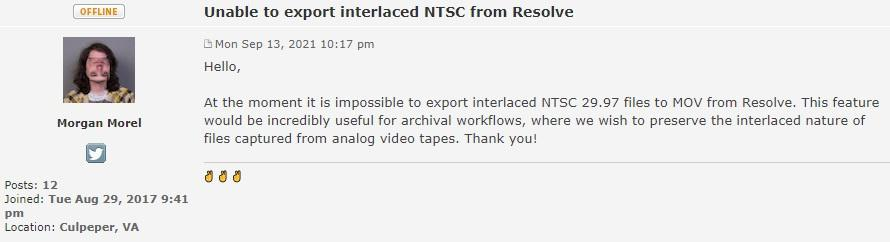 OFFLINE
Unable to export interlaced NTSC from Resolve
Mon Sep 13, 2021 10:17 pm
Hello,
At the moment it is impossible to export interlaced NTSC 29.97 files to MOV from Resolve. This feature
would be incredibly useful for archival workflows, where we wish to preserve the interlaced nature of
files captured from analog video tapes. Thank you!
Morgan Morel
Posts: 12
Joined: Tue Aug 29, 2017 9:41
pm
Location: Culpeper, VA